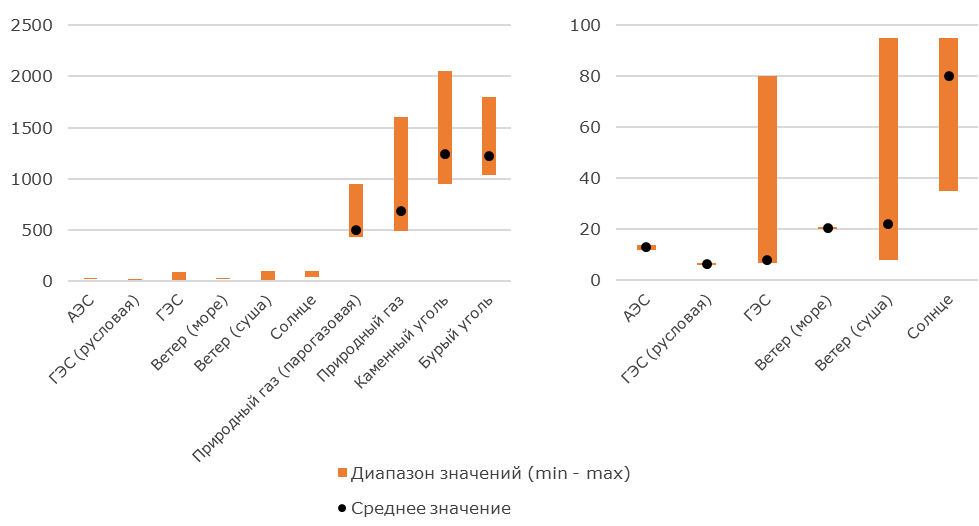 2500
2000
1500
1000
500
0
АЭС
ГЭС (русловая)
ГЭС
Ветер (море)
Ветер (суша)
Солнце
Природный газ (парогазовая)
Природный газ
Каменный уголь
Бурый уголь
100
80
60
40
20
0
АЭС
ГЭС (русловая)
ГЭС
Ветер (море)
Ветер (суша)
Солнце
Диапазон значений (min - max)
Среднее значение